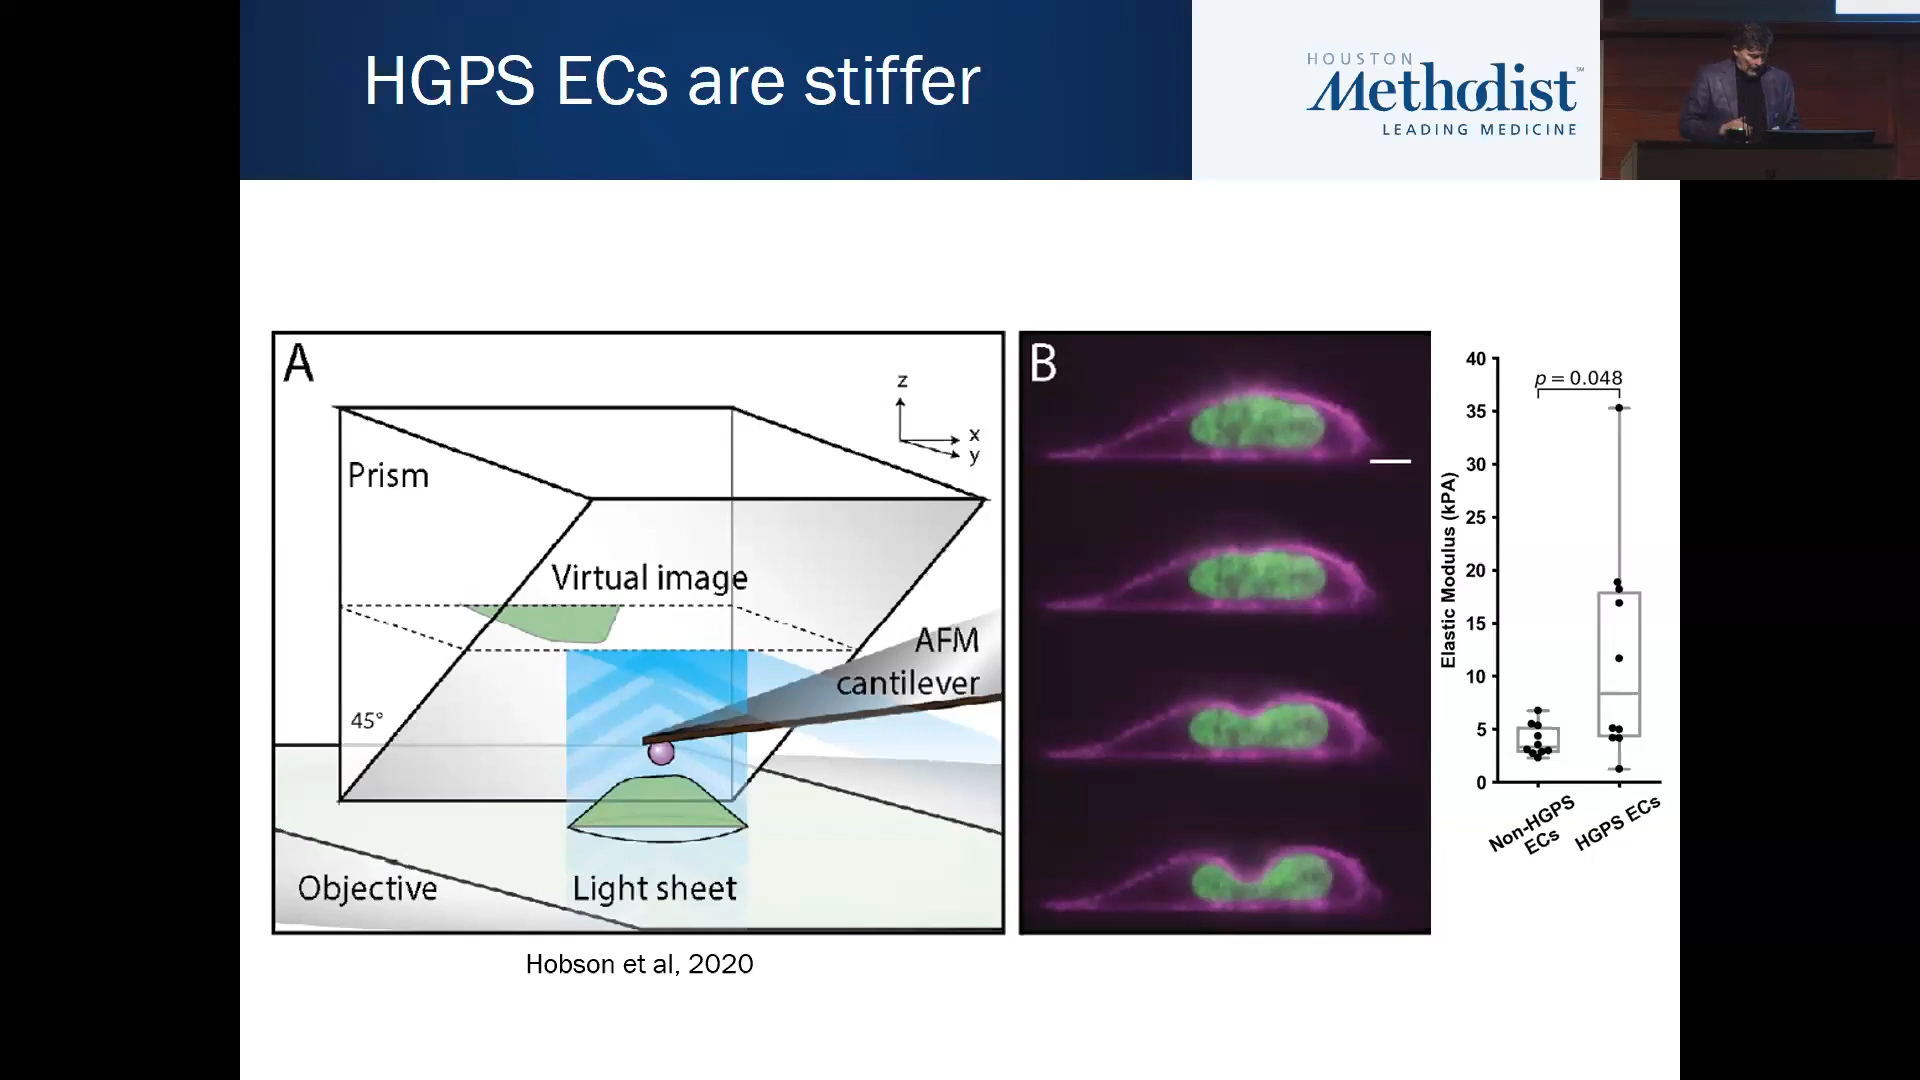 HGPS ECs are stiffer
HOUSTON
Methodist
LEADING MEDICINE
A
z
x
y
Prism
Virtual image
AFM
cantilever
45°
Objective
Light sheet
Hobson et al, 2020
B
p = 0.048
Elastic Modulus (kPA)
40
35
30
25
20
15
10
5
0
Non-HGPS
ECs
HGPS ECs